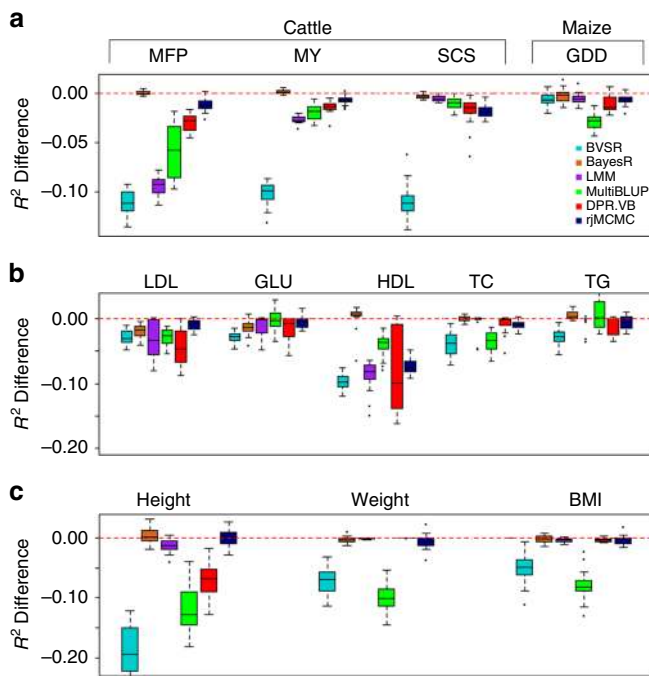 a
Cattle Maize
MFP MY SCS GDD
0.00
−0.05
−0.10
R² Difference
BVSR
BayesR
LMM
MultiBLUP
DPR.VB
rjMCMC
b
LDL GLU HDL TC TG
0.00
−0.10
−0.20
R² Difference
c
Height Weight BMI
0.00
−0.10
−0.20
R² Difference